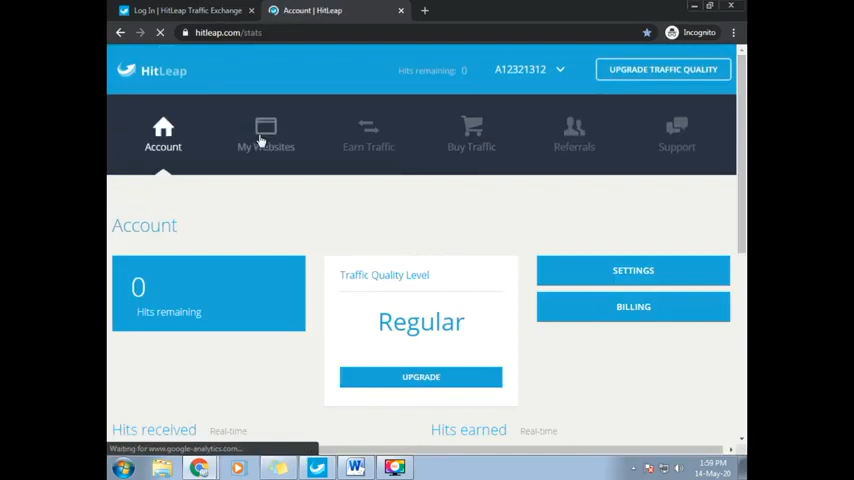 Log In | HitLeap Traffic Exchange
Account | HitLeap
hitleap.com/stats
Incognito
HitLeap
Hits remaining: 0
A12321312
UPGRADE TRAFFIC QUALITY
Account
My Websites
Earn Traffic
Buy Traffic
Referrals
Support
Account
0
Hits remaining
Traffic Quality Level
Regular
UPGRADE
SETTINGS
BILLING
Hits received Real-time
Hits earned Real-time
Waiting for www.google-analytics.com...
1:59 PM
14-May-20